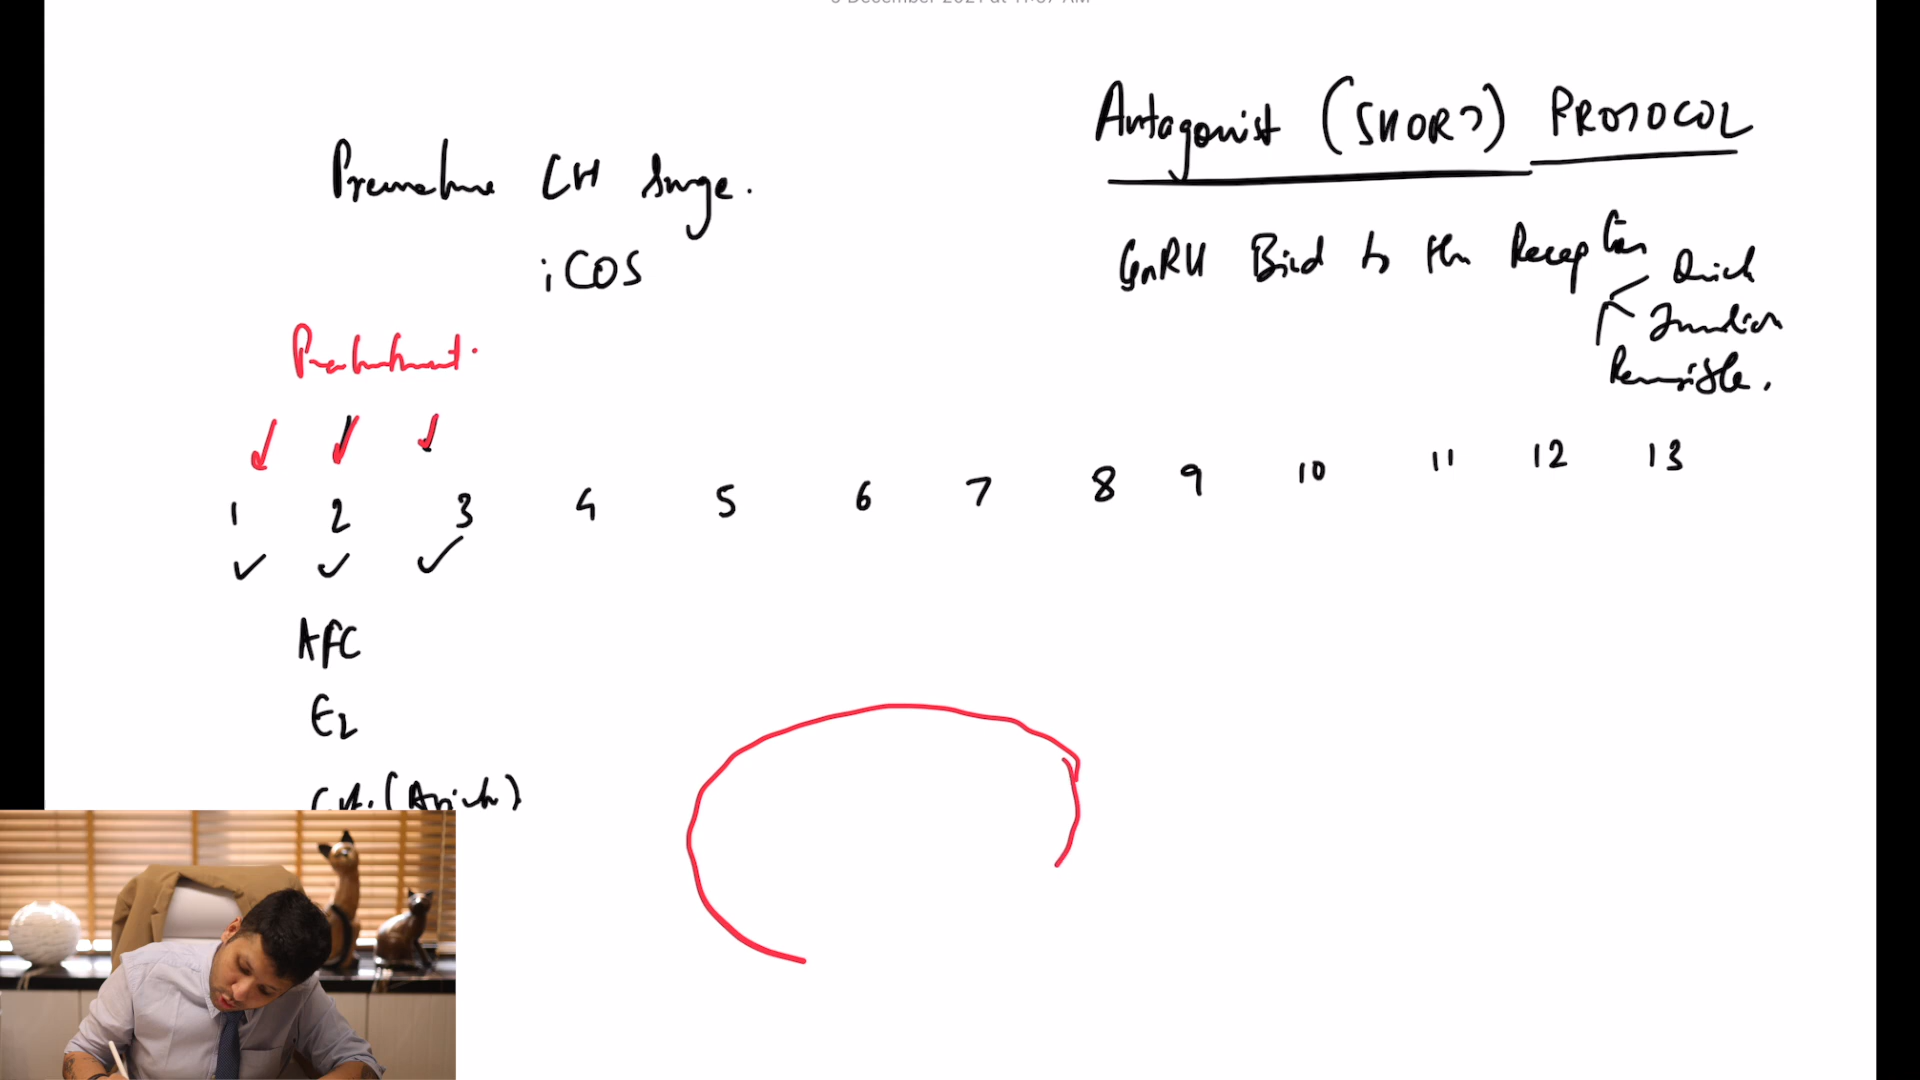 Antagonist (SHORT) PROTOCOL
Premature LH Surge.
GnRH Bind to the Receptor
Quick
iCOS
Function
Reversible.
Pretreatment.
1 2 3 4 5 6 7 8 9 10 11 12 13
AFC
E2